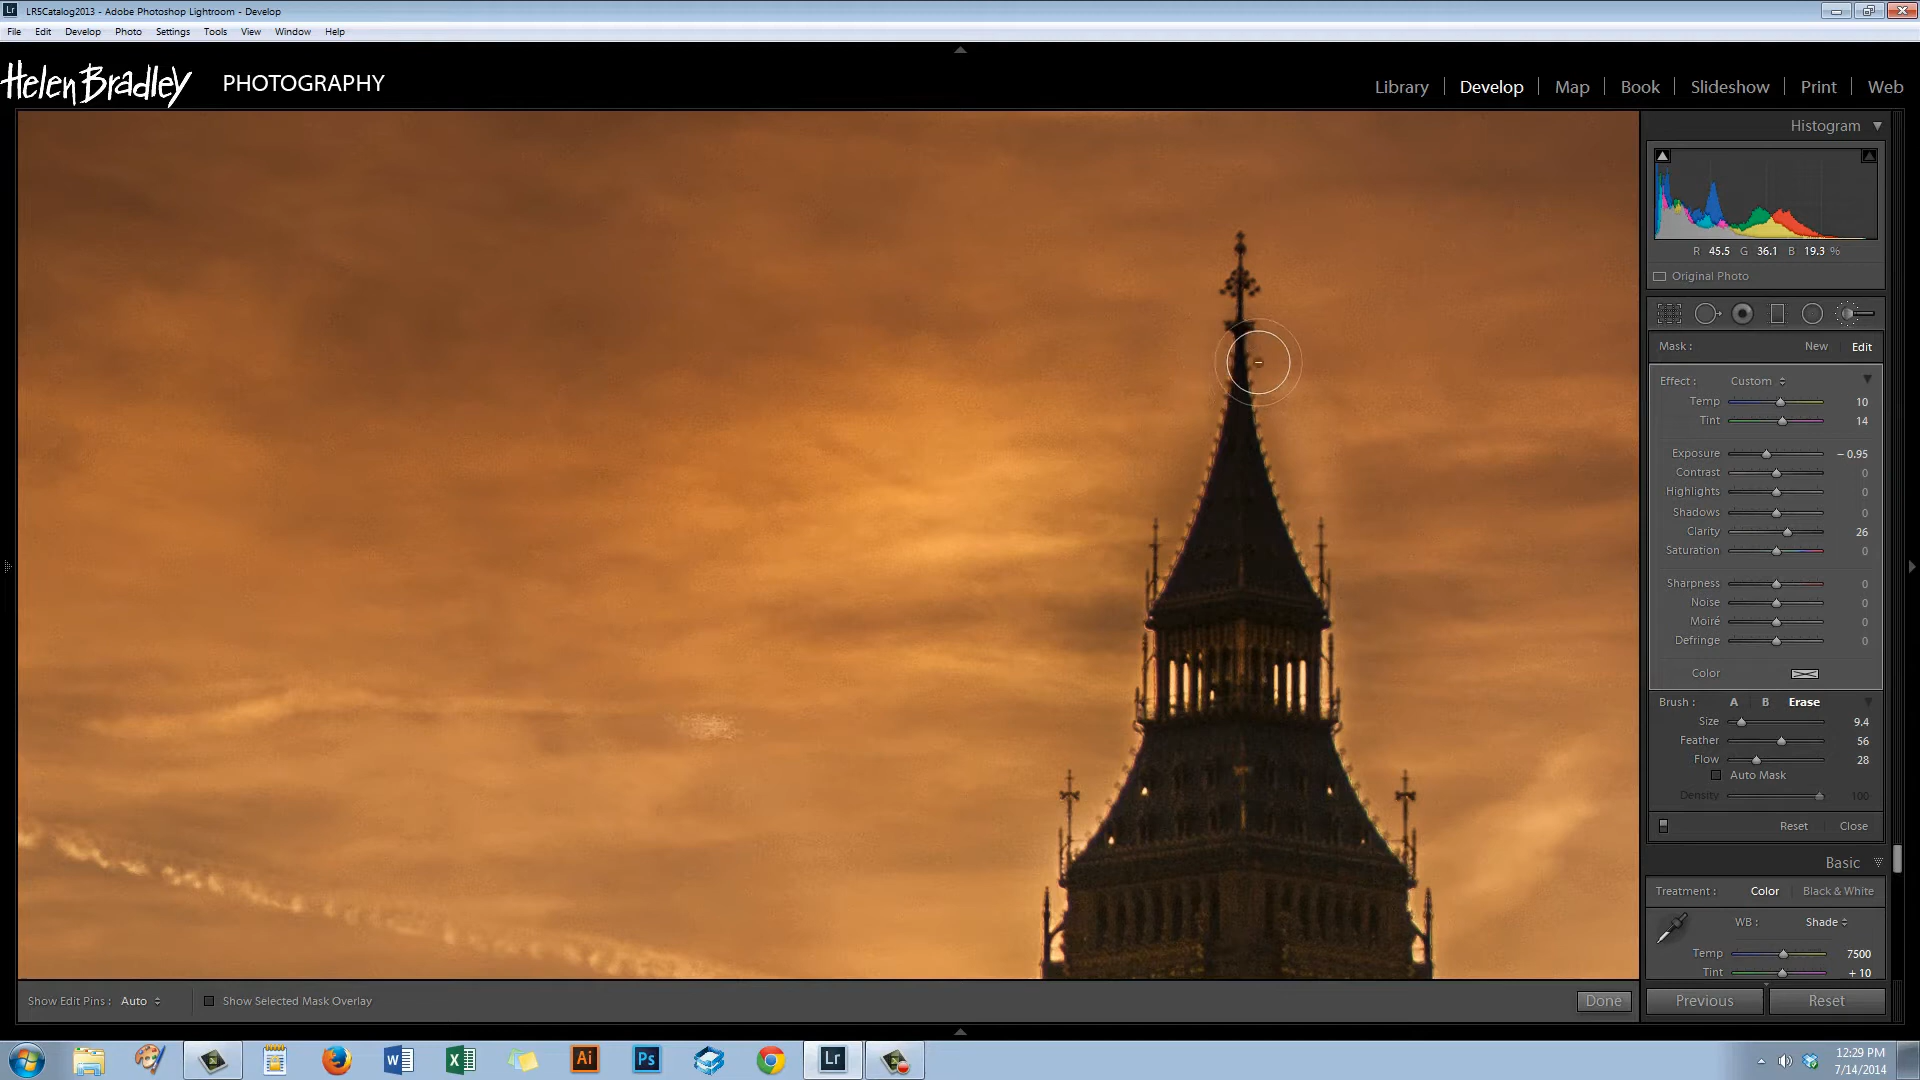 LR5Catalog2013 - Adobe Photoshop Lightroom - Develop
File Edit Develop Photo Settings Tools View Window Help
Helen Bradley PHOTOGRAPHY
Library Develop Map Book Slideshow Print Web
Histogram
R 45.5 G 36.1 B 19.3 %
Original Photo
Mask : New Edit
Effect : Custom
Temp 10
Tint 14
Exposure – 0.95
Contrast 0
Highlights 0
Shadows 0
Clarity 26
Saturation 0
Sharpness 0
Noise 0
Moiré 0
Defringe 0
Color
Brush : A B Erase
Size 9.4
Feather 56
Flow 28
Auto Mask
Density 100
Reset Close
Basic
Treatment : Color Black & White
WB : Shade
Temp 7500
Tint + 10
Show Edit Pins : Auto Show Selected Mask Overlay Done Previous Reset
Ai Ps Lr
12:29 PM
7/14/2014